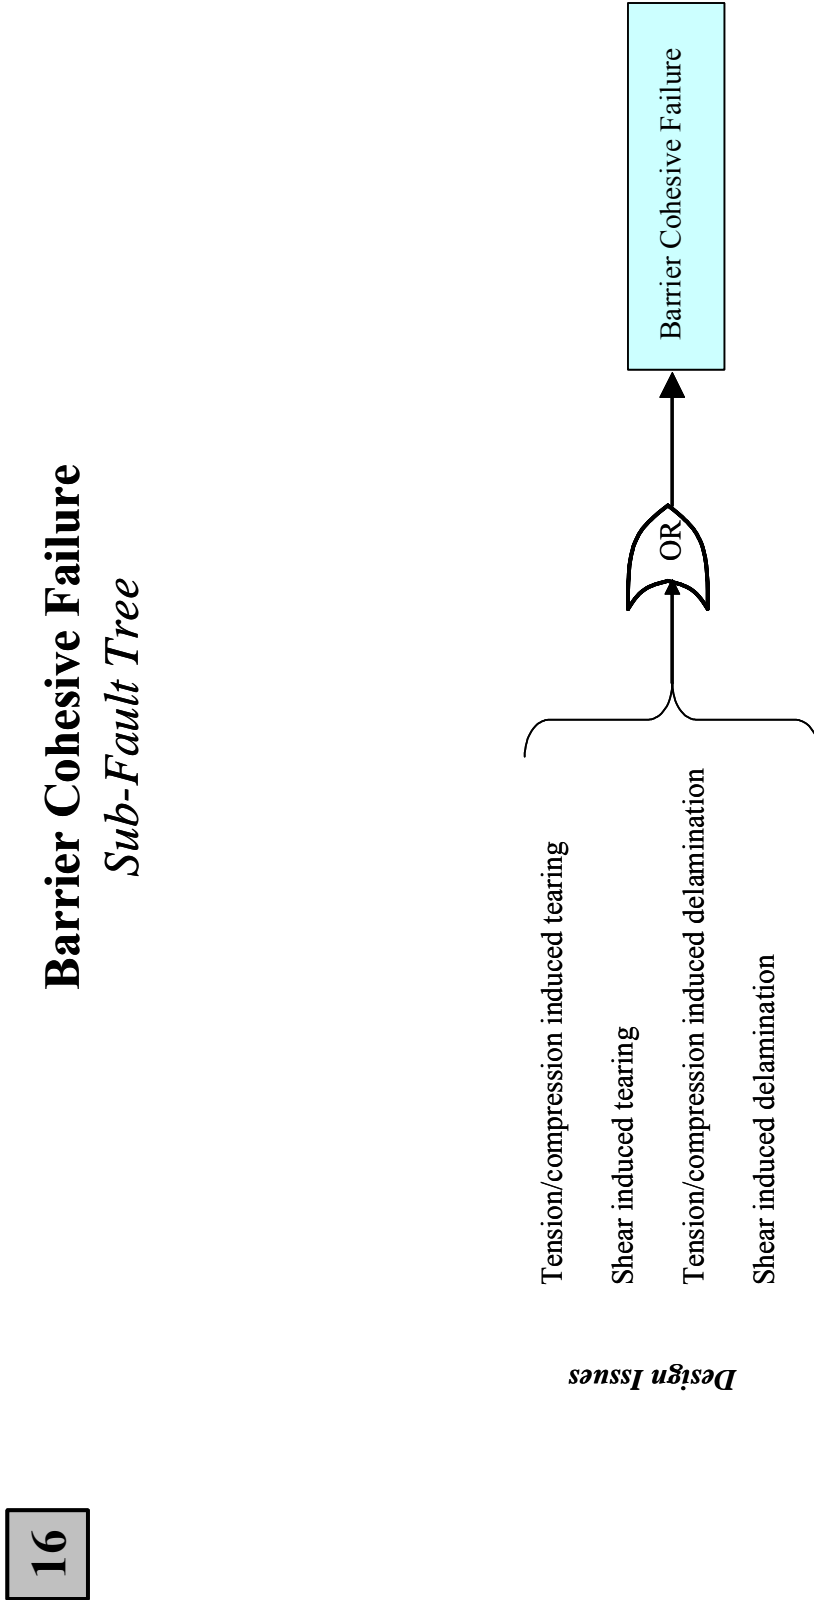 16
Barrier Cohesive Failure
Sub-Fault Tree
Design Issues
Tension/compression induced tearing
Shear induced tearing
Tension/compression induced delamination
Shear induced delamination
OR
Barrier Cohesive Failure